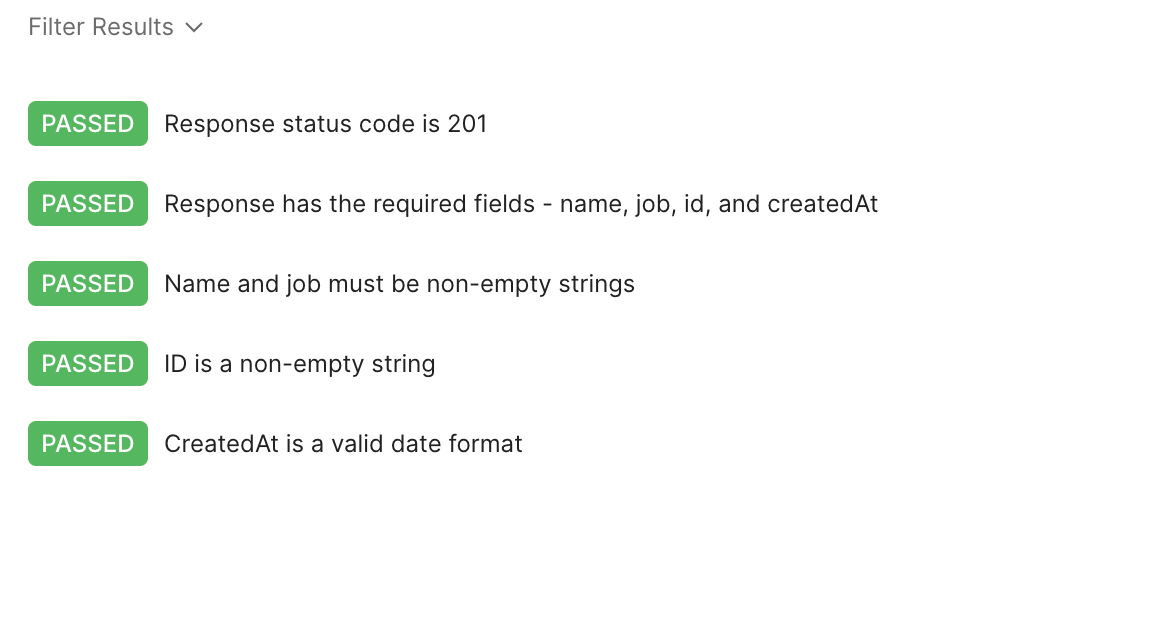 Filter Results
PASSED Response status code is 201
PASSED Response has the required fields - name, job, id, and createdAt
PASSED Name and job must be non-empty strings
PASSED ID is a non-empty string
PASSED CreatedAt is a valid date format